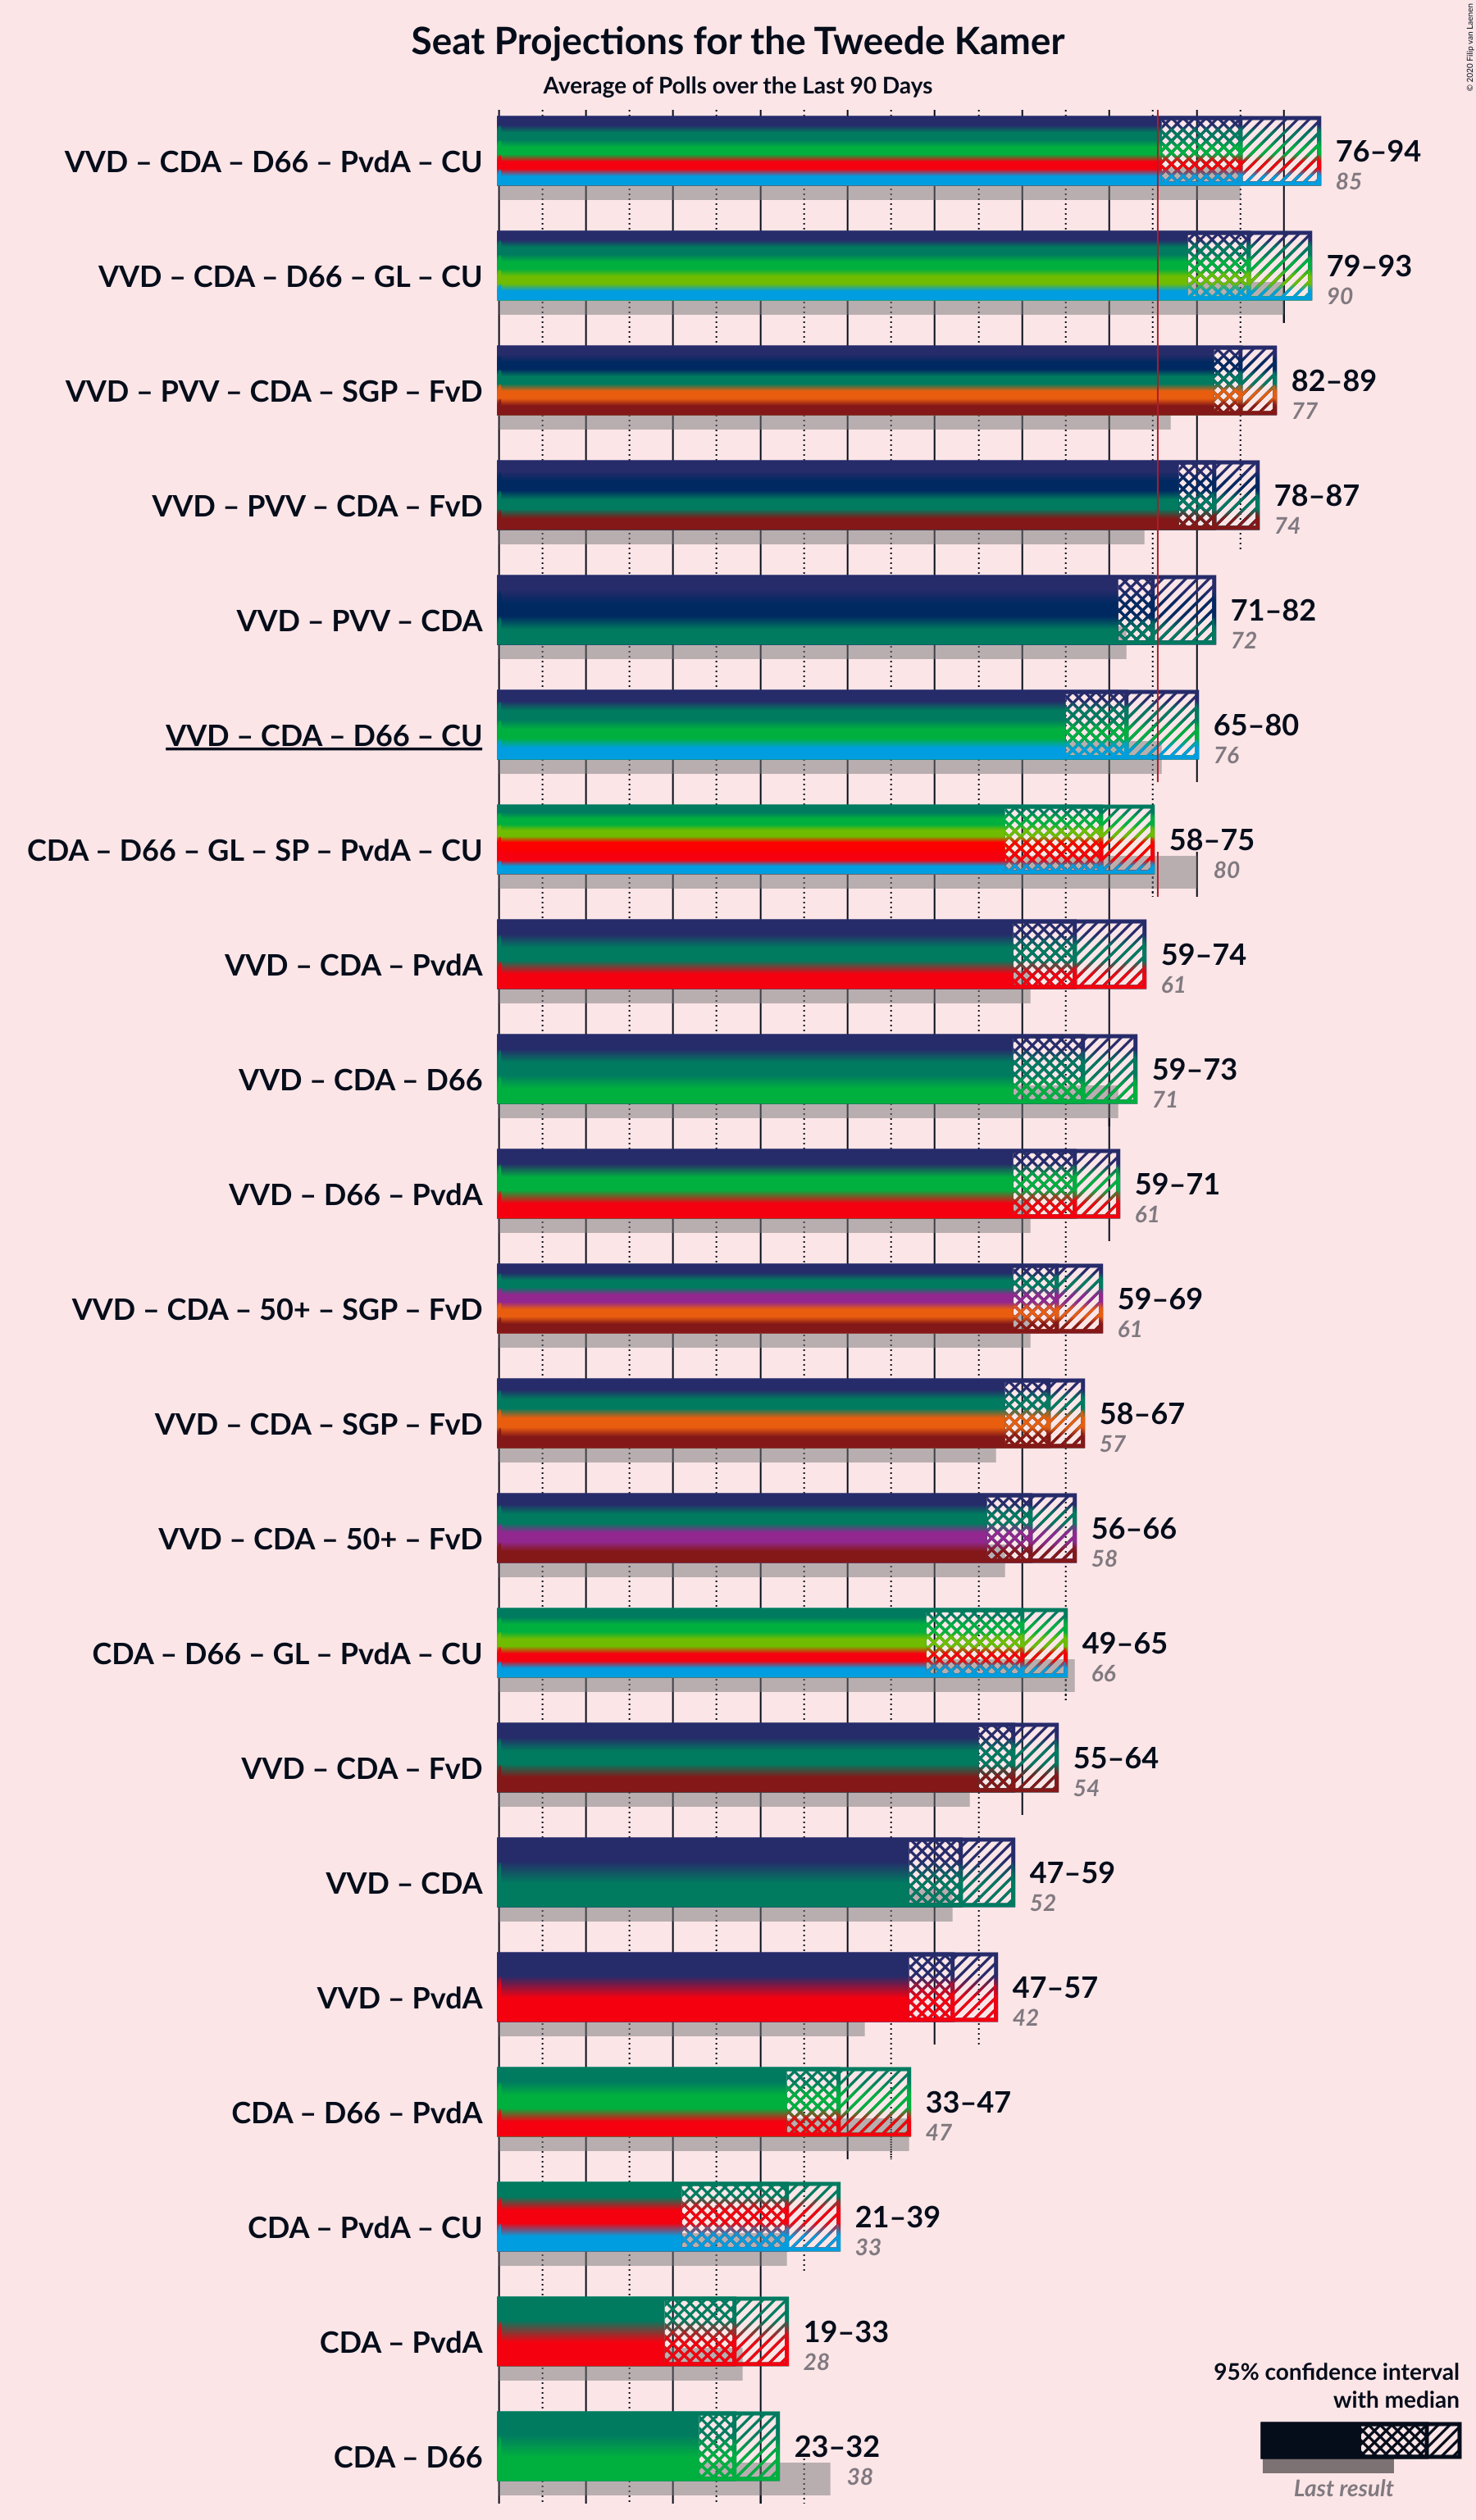 Seat Projections for the Tweede Kamer
Average of Polls over the Last 90 Days
© 2020 Filip van Laenen
VVD – CDA – D66 – PvdA – CU
76–94
85
VVD – CDA – D66 – GL – CU
79–93
90
VVD – PVV – CDA – SGP – FvD
82–89
77
VVD – PVV – CDA – FvD
78–87
74
VVD – PVV – CDA
71–82
72
VVD – CDA – D66 – CU
65–80
76
CDA – D66 – GL – SP – PvdA – CU
58–75
80
VVD – CDA – PvdA
59–74
61
VVD – CDA – D66
59–73
71
VVD – D66 – PvdA
59–71
61
VVD – CDA – 50+ – SGP – FvD
59–69
61
VVD – CDA – SGP – FvD
58–67
57
VVD – CDA – 50+ – FvD
56–66
58
CDA – D66 – GL – PvdA – CU
49–65
66
VVD – CDA – FvD
55–64
54
VVD – CDA
47–59
52
VVD – PvdA
47–57
42
CDA – D66 – PvdA
33–47
47
CDA – PvdA – CU
21–39
33
CDA – PvdA
19–33
28
CDA – D66
23–32
38
95% confidence interval
with median
Last result